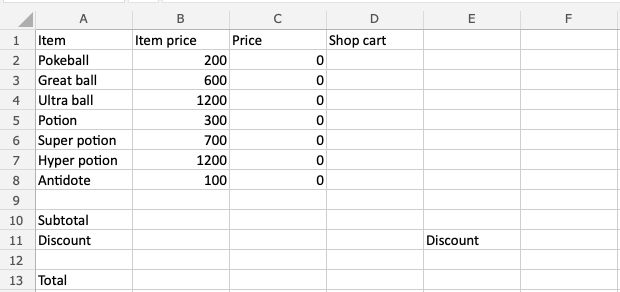 A B C D E F
1 Item Item price Price Shop cart
2 Pokeball 200 0
3 Great ball 600 0
4 Ultra ball 1200 0
5 Potion 300 0
6 Super potion 700 0
7 Hyper potion 1200 0
8 Antidote 100 0
9
10 Subtotal
11 Discount Discount
12
13 Total